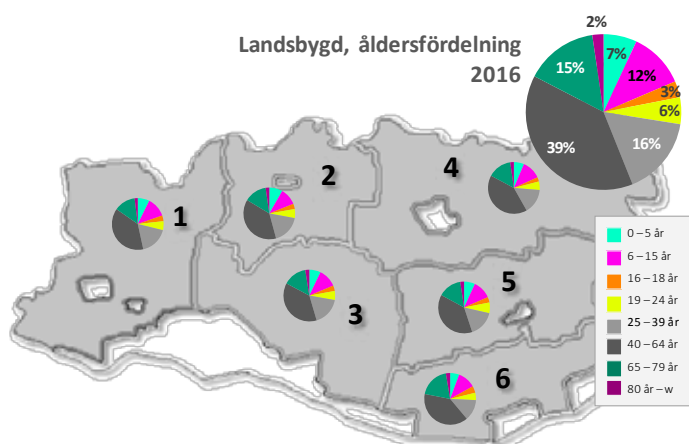 Landsbygd, åldersfördelning
2016
2%
7%
12%
3%
6%
16%
39%
15%
1
2
3
4
5
6
0 – 5 år
6 – 15 år
16 – 18 år
19 – 24 år
25 – 39 år
40 – 64 år
65 – 79 år
80 år – w